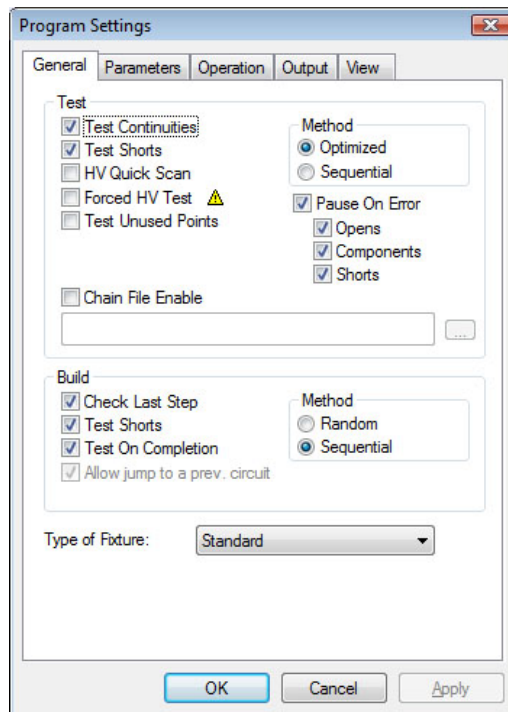 Program Settings
General Parameters Operation Output View
Test
Test Continuities
Test Shorts
HV Quick Scan
Forced HV Test
Test Unused Points
Method
Optimized
Sequential
Pause On Error
Opens
Components
Shorts
Chain File Enable
...
Build
Check Last Step
Test Shorts
Test On Completion
Allow jump to a prev. circuit
Method
Random
Sequential
Type of Fixture: Standard
OK Cancel Apply